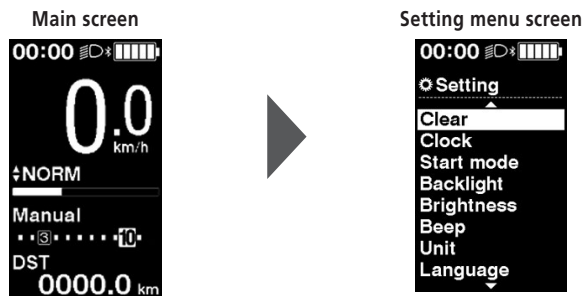 Main screen
00:00
0.0
km/h
NORM
Manual
3 10
DST
0000.0 km
Setting menu screen
00:00
Setting
Clear
Clock
Start mode
Backlight
Brightness
Beep
Unit
Language